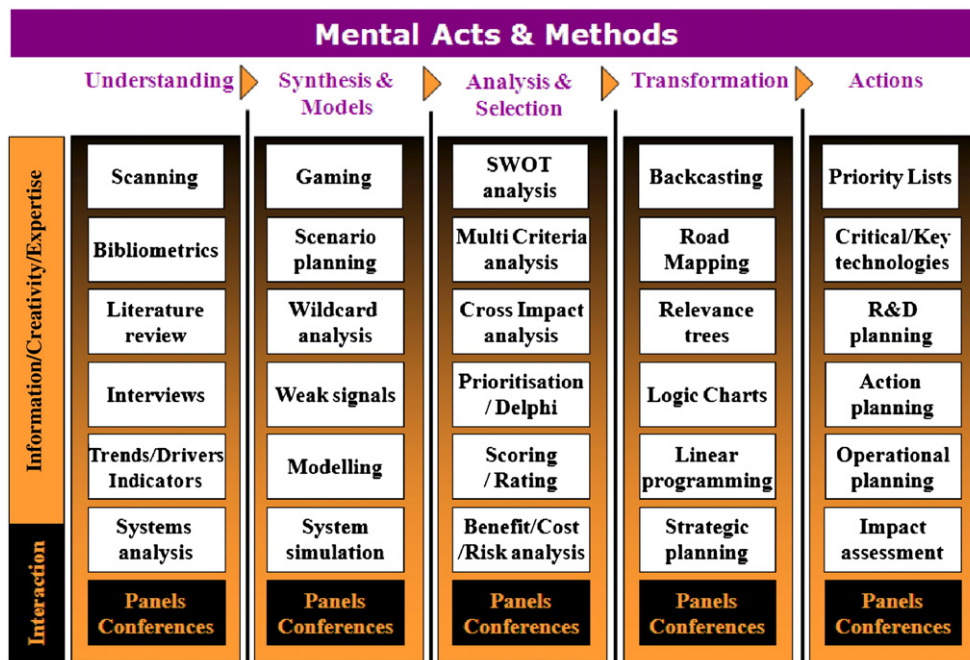 Mental Acts & Methods
Understanding
Synthesis &
Models
Analysis &
Selection
Transformation
Actions
Information/Creativity/Expertise
Interaction
Scanning
Bibliometrics
Literature
review
Interviews
Trends/Drivers
Indicators
Systems
analysis
Panels
Conferences
Gaming
Scenario
planning
Wildcard
analysis
Weak signals
Modelling
System
simulation
Panels
Conferences
SWOT
analysis
Multi Criteria
analysis
Cross Impact
analysis
Prioritisation
/ Delphi
Scoring
/ Rating
Benefit/Cost
/Risk analysis
Panels
Conferences
Backcasting
Road
Mapping
Relevance
trees
Logic Charts
Linear
programming
Strategic
planning
Panels
Conferences
Priority Lists
Critical/Key
technologies
R&D
planning
Action
planning
Operational
planning
Impact
assessment
Panels
Conferences